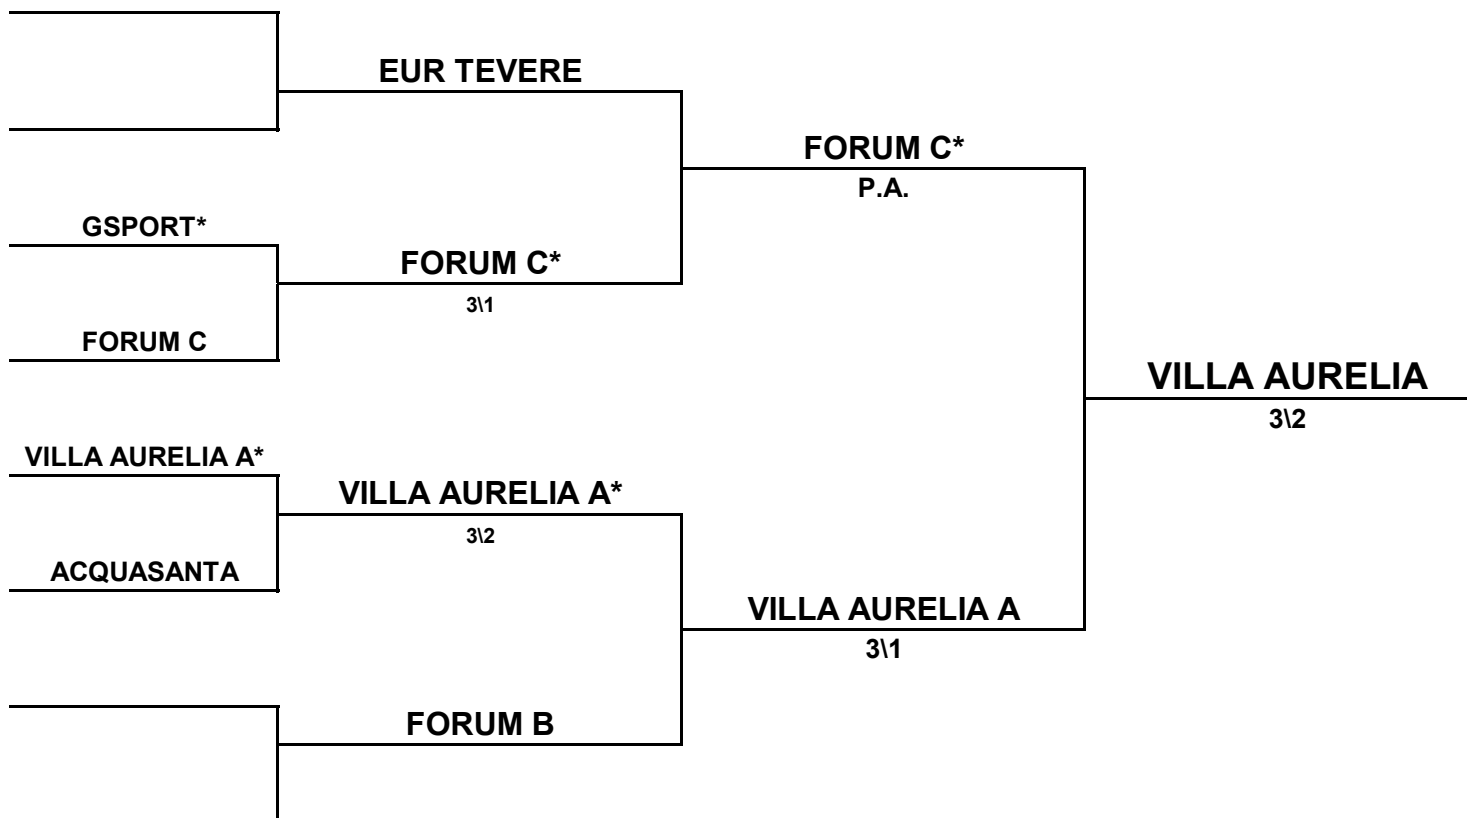 EUR TEVERE
FORUM C*
P.A.
GSPORT*
FORUM C*
3\1
FORUM C
VILLA AURELIA
3\2
VILLA AURELIA A*
VILLA AURELIA A*
3\2
ACQUASANTA
VILLA AURELIA A
3\1
FORUM B